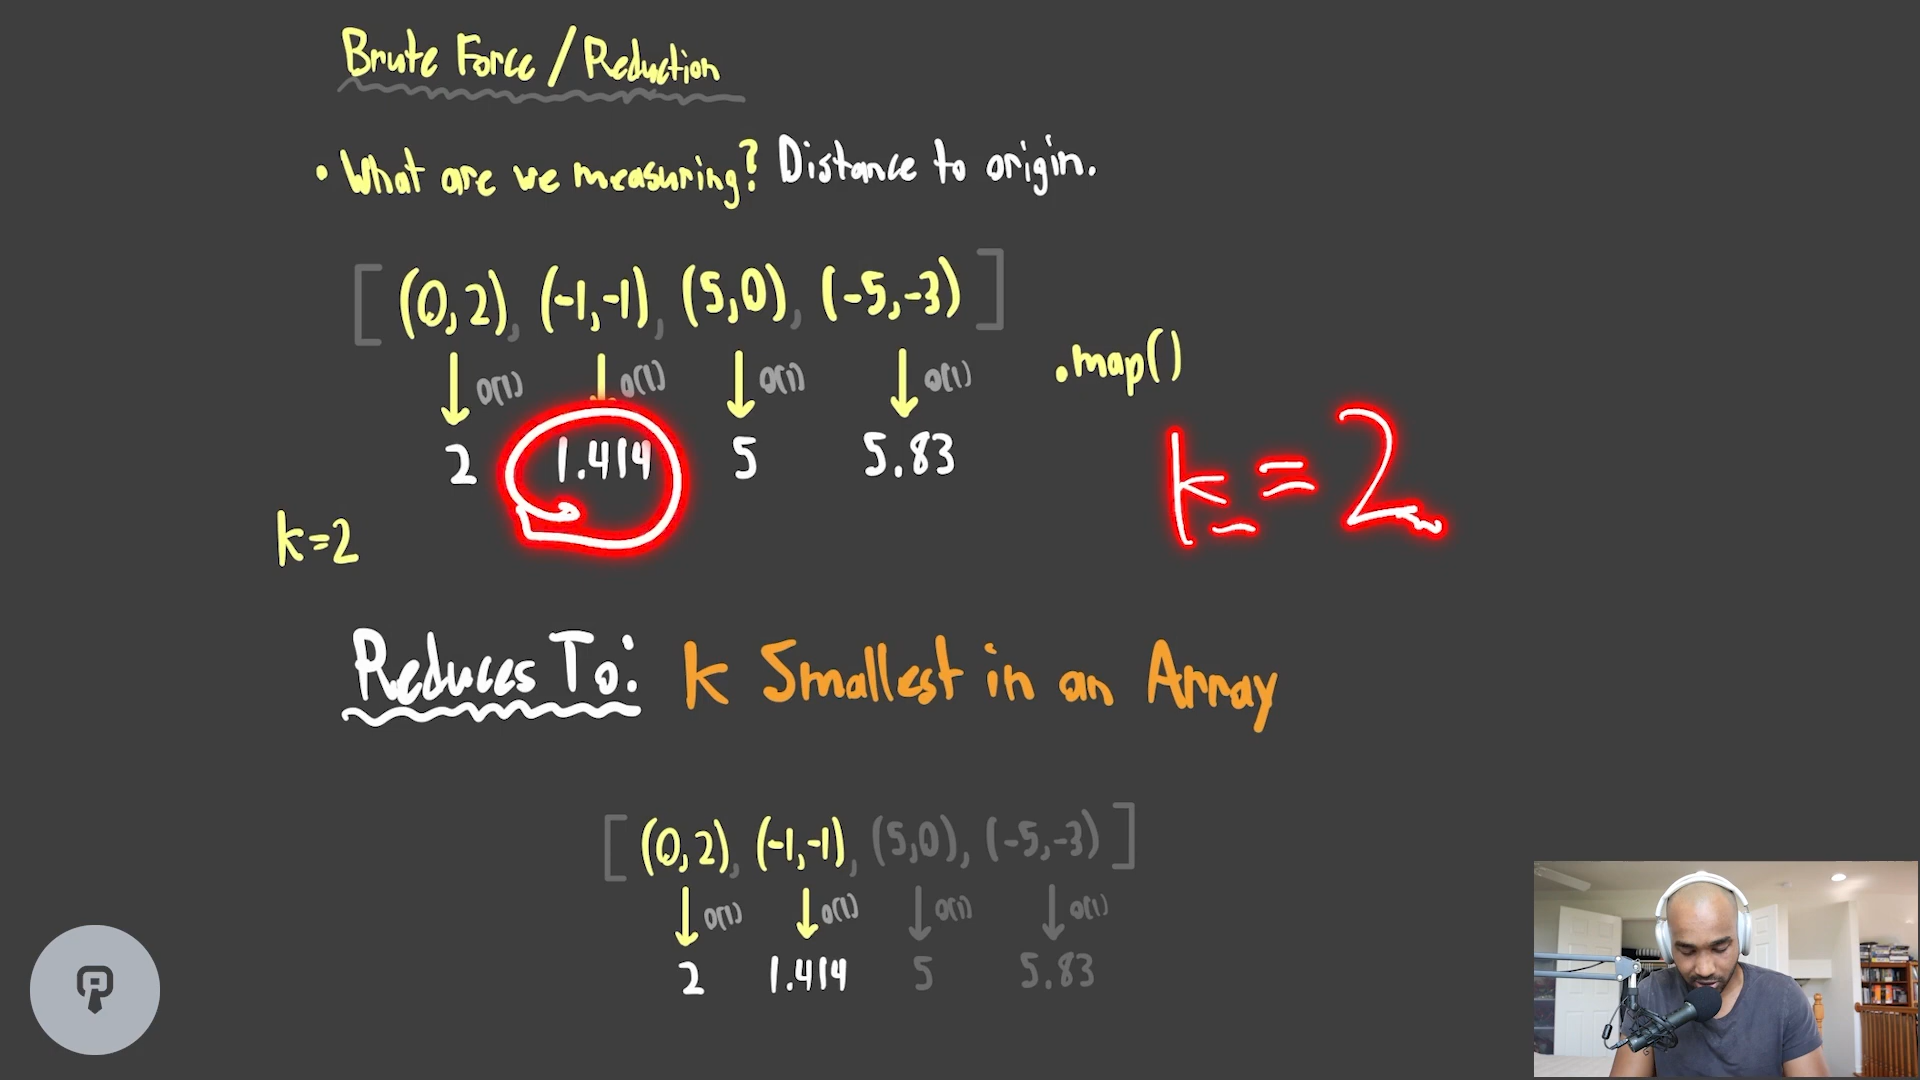 Brute Force / Reduction
• What are we measuring? Distance to origin.
[ (0,2), (-1,-1), (5,0), (-5,-3) ]
O(1) O(1) O(1) O(1) .map()
2 1.414 5 5.83 k=2
k=2
Reduces To: k Smallest in an Array
[ (0,2), (-1,-1), (5,0), (-5,-3) ]
O(1) O(1) O(1) O(1)
2 1.414 5 5.83